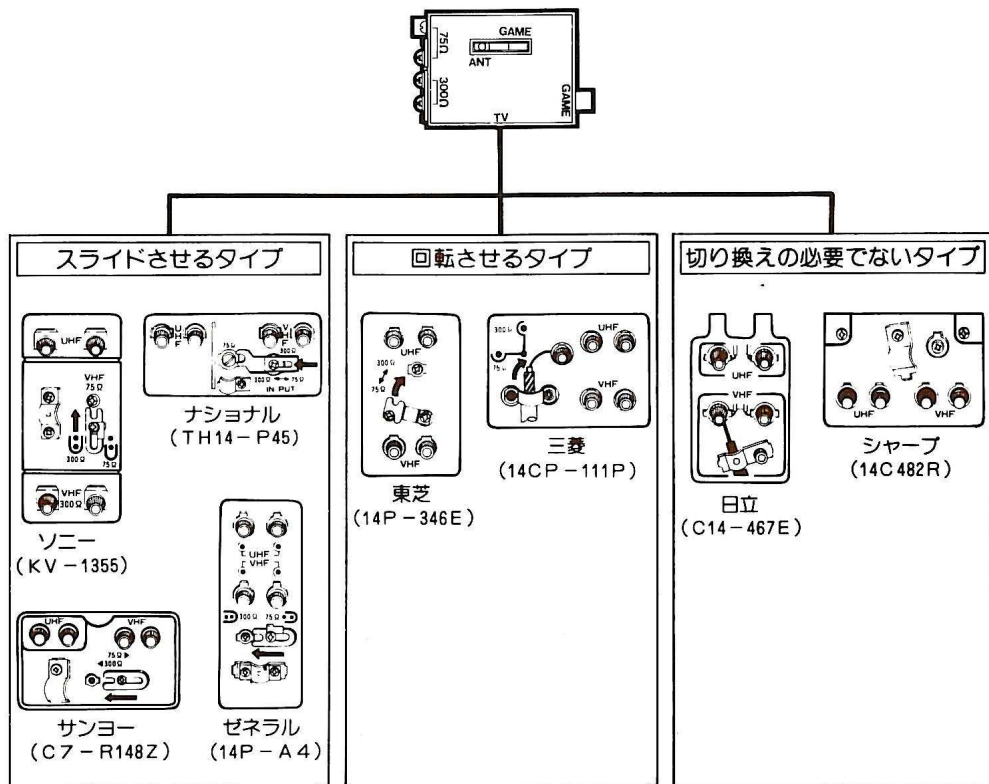 GAME
ANT
75Ω
300Ω
GAME
TV
スライドさせるタイプ
UHF
VHF
75Ω
300Ω
75Ω
VHF
300Ω
ソニー
(KV-1355)
UHF
VHF
75Ω
300Ω
300Ω ↔ 75Ω
IN PUT
ナショナル
(TH14-P45)
UHF
VHF
75Ω▶
◀300Ω
サンヨー
(C7-R148Z)
UHF
VHF
300Ω 75Ω
ゼネラル
(14P-A4)
回転させるタイプ
UHF
300Ω
75Ω
VHF
東芝
(14P-346E)
300Ω
75Ω
UHF
VHF
三菱
(14CP-111P)
切り換えの必要でないタイプ
UHF
VHF
日立
(C14-467E)
UHF
VHF
シャープ
(14C482R)